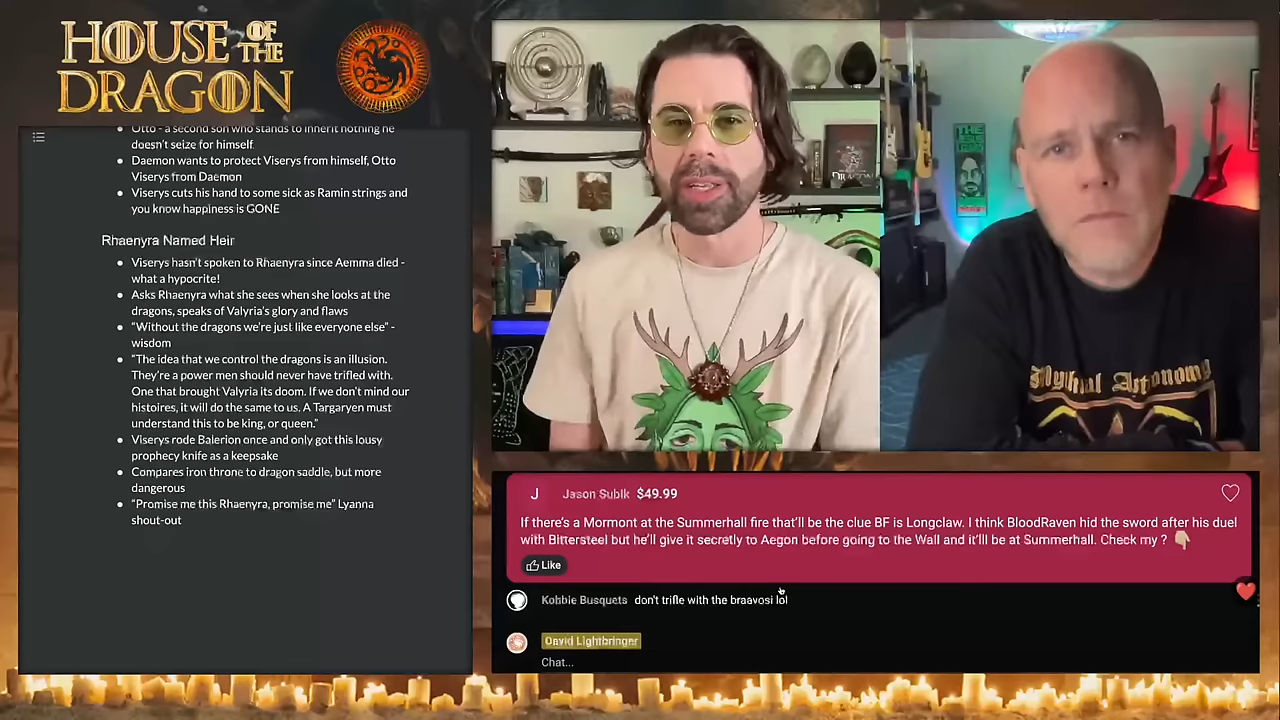 HOUSE OF THE
DRAGON
Otto - a second son who stands to inherit nothing he
doesn't seize for himself.
Daemon wants to protect Viserys from himself, Otto
Viserys from Daemon
Viserys cuts his hand to some sick as Ramin strings and
you know happiness is GONE
Rhaenyra Named Heir
Viserys hasn't spoken to Rhaenyra since Aemma died -
what a hypocrite!
Asks Rhaenyra what she sees when she looks at the
dragons, speaks of Valyria's glory and flaws
"Without the dragons we're just like everyone else" -
wisdom
"The idea that we control the dragons is an illusion.
They're a power men should never have trifled with.
One that brought Valyria its doom. If we don't mind our
histoires, it will do the same to us. A Targaryen must
understand this to be king, or queen."
Viserys rode Balerion once and only got this lousy
prophecy knife as a keepsake
Compares iron throne to dragon saddle, but more
dangerous
"Promise me this Rhaenyra, promise me" Lyanna
shout-out
DRAGON
THE
JESUS
LIZARD
Mythical Astronomy
J Jason Subik $49.99
If there's a Mormont at the Summerhall fire that'll be the clue BF is Longclaw. I think BloodRaven hid the sword after his duel
with Bittersteel but he'll give it secretly to Aegon before going to the Wall and it'lll be at Summerhall. Check my ? 👇🏼
Like
Kobbie Busquets don't trifle with the braavosi lol
David Lightbringer
Chat...